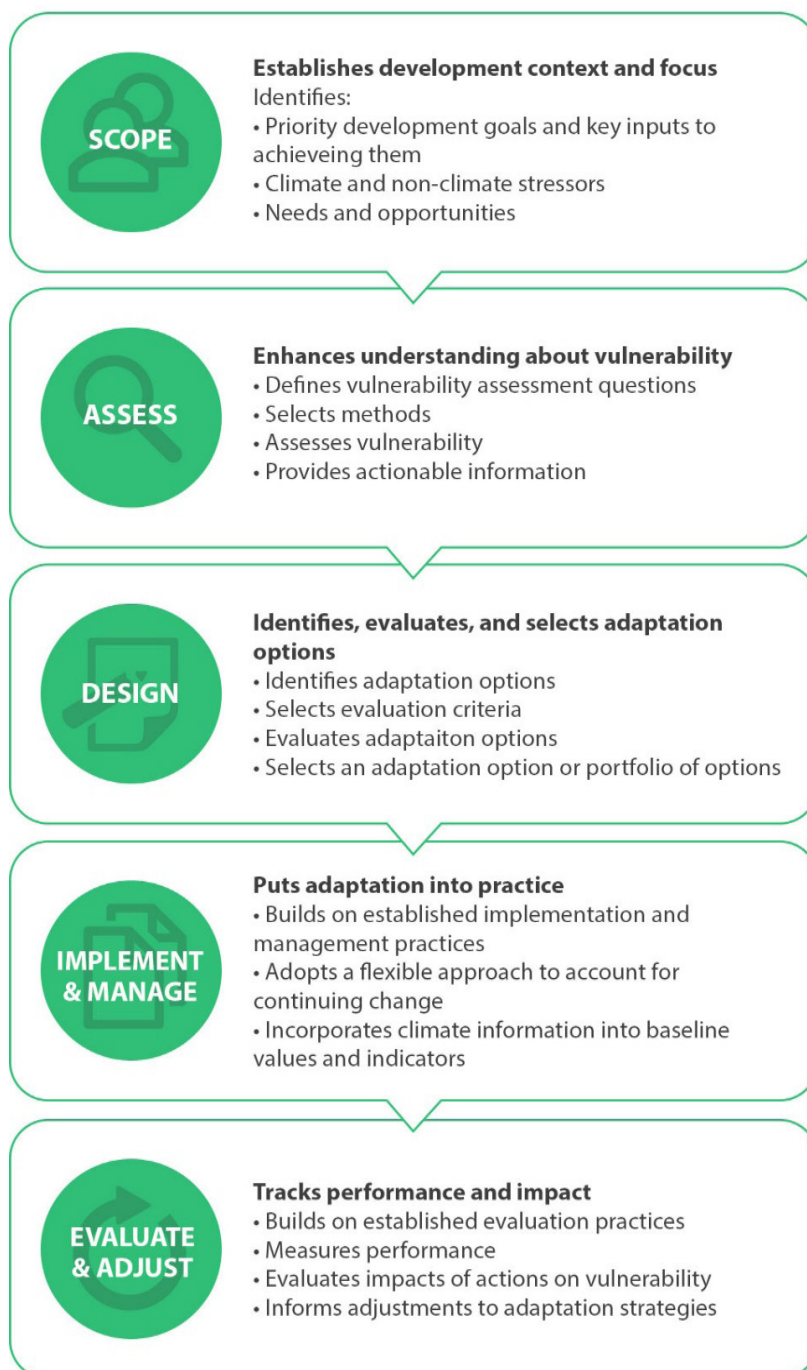 SCOPE
Establishes development context and focus
Identifies:
• Priority development goals and key inputs to
achieveing them
• Climate and non-climate stressors
• Needs and opportunities
ASSESS
Enhances understanding about vulnerability
• Defines vulnerability assessment questions
• Selects methods
• Assesses vulnerability
• Provides actionable information
DESIGN
Identifies, evaluates, and selects adaptation
options
• Identifies adaptation options
• Selects evaluation criteria
• Evaluates adaptaiton options
• Selects an adaptation option or portfolio of options
IMPLEMENT
& MANAGE
Puts adaptation into practice
• Builds on established implementation and
management practices
• Adopts a flexible approach to account for
continuing change
• Incorporates climate information into baseline
values and indicators
EVALUATE
& ADJUST
Tracks performance and impact
• Builds on established evaluation practices
• Measures performance
• Evaluates impacts of actions on vulnerability
• Informs adjustments to adaptation strategies